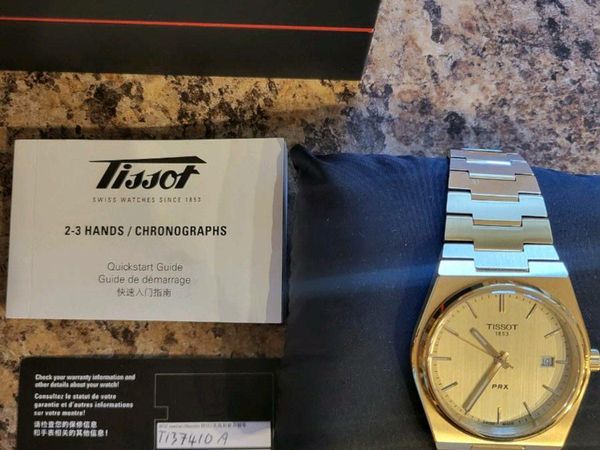 Tissot
SWISS WATCHES SINCE 1853
2-3 HANDS / CHRONOGRAPHS
Quickstart Guide
Guide de démarrage
快速入门指南
TISSOT
1853
PRX
Check your warranty information and
other details about your watch!
Consultez le statut de votre
garantie et d'autres informations
sur votre montre!
请检查您的保修信息
和手表相关的其他信息!
T137410 A